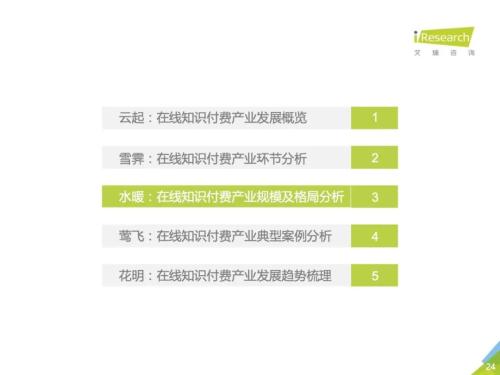 iResearch
艾瑞咨询
云起：在线知识付费产业发展概览 1
雪霁：在线知识付费产业环节分析 2
水暖：在线知识付费产业规模及格局分析 3
莺飞：在线知识付费产业典型案例分析 4
花明：在线知识付费产业发展趋势梳理 5
24